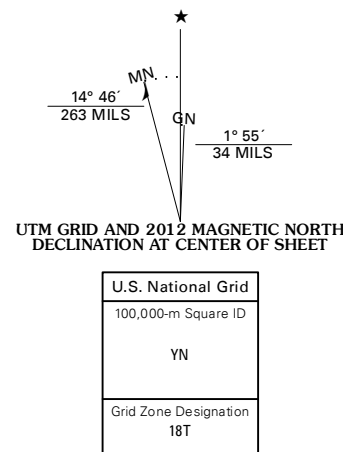 ★
MN
14° 46´
263 MILS
GN
1° 55´
34 MILS
UTM GRID AND 2012 MAGNETIC NORTH
DECLINATION AT CENTER OF SHEET
U.S. National Grid
100,000-m Square ID
YN
Grid Zone Designation
18T